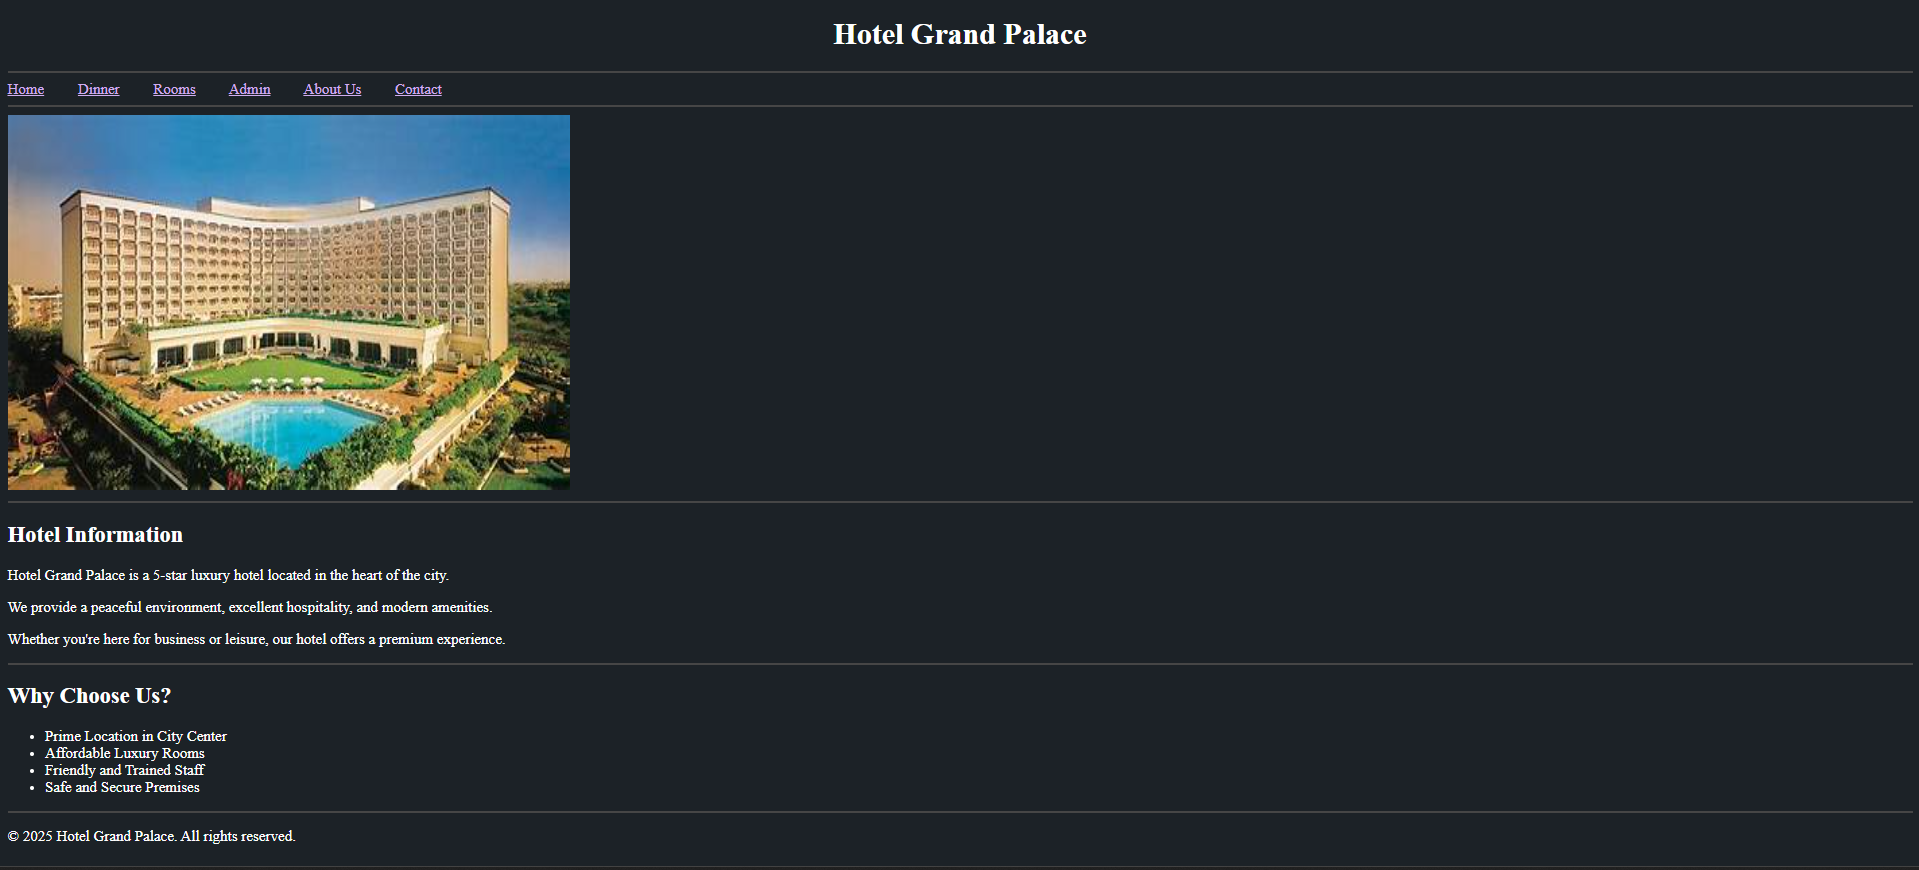 Hotel Grand Palace
Home Dinner Rooms Admin About Us Contact
Hotel Information
Hotel Grand Palace is a 5-star luxury hotel located in the heart of the city.
We provide a peaceful environment, excellent hospitality, and modern amenities.
Whether you're here for business or leisure, our hotel offers a premium experience.
Why Choose Us?
• Prime Location in City Center
• Affordable Luxury Rooms
• Friendly and Trained Staff
• Safe and Secure Premises
© 2025 Hotel Grand Palace. All rights reserved.